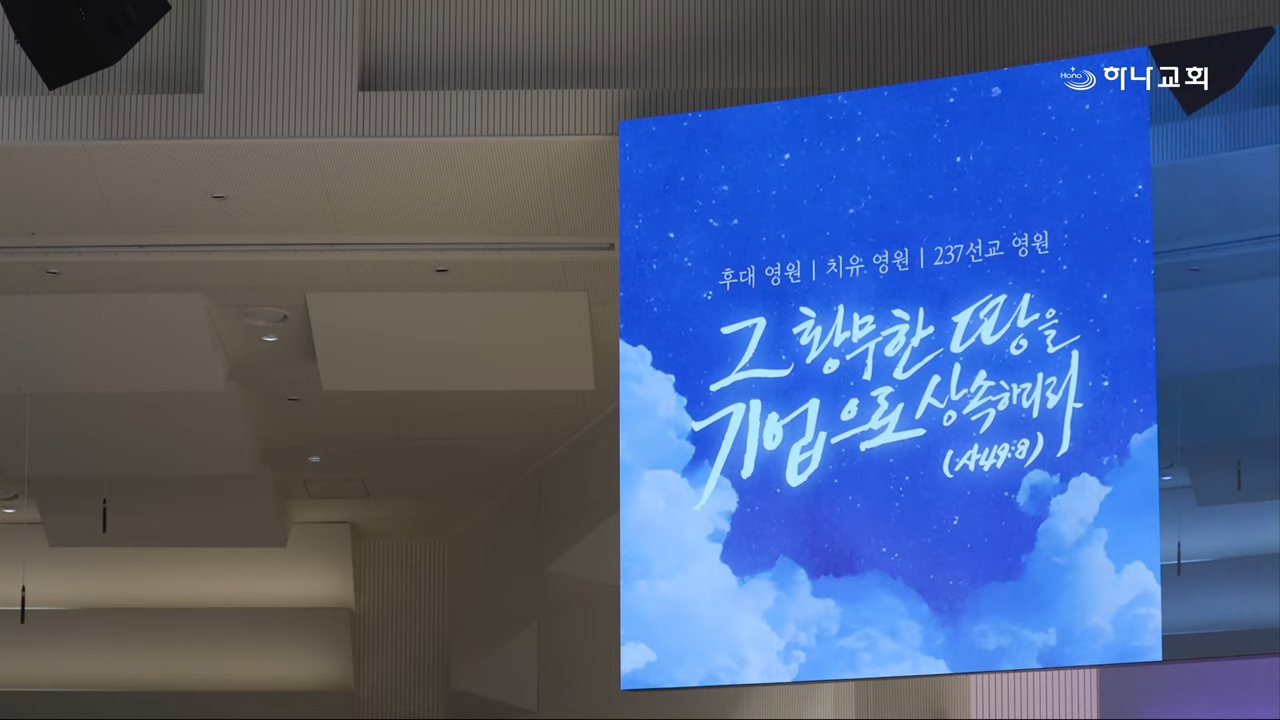 Hana 하나교회
후대 영원 | 치유 영원 | 237선교 영원
그 황무한 땅을
기업으로 상속하리라
(사49:8)